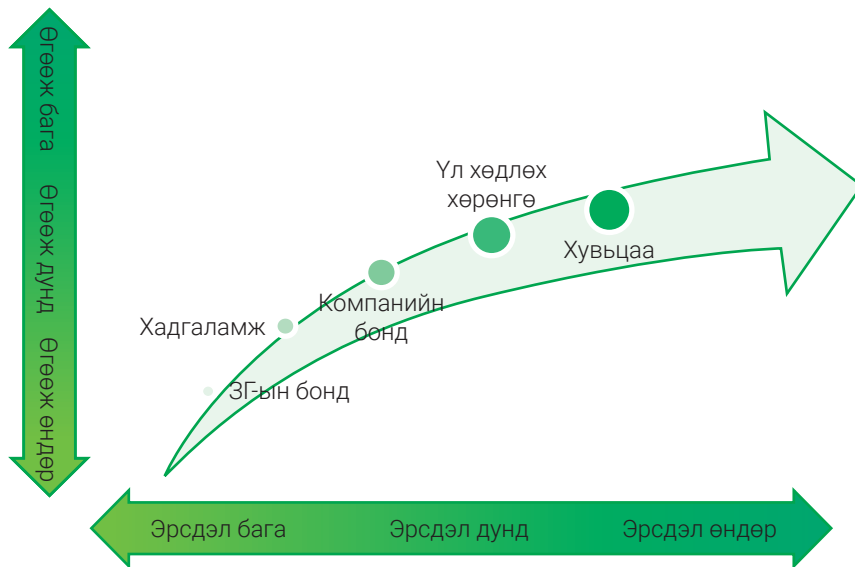 Өгөөж бага
Өгөөж дунд
Өгөөж өндөр
Үл хөдлөх
хөрөнгө
Хувьцаа
Компанийн
бонд
Хадгаламж
ЗГ-ын бонд
Эрсдэл бага
Эрсдэл дунд
Эрсдэл өндөр